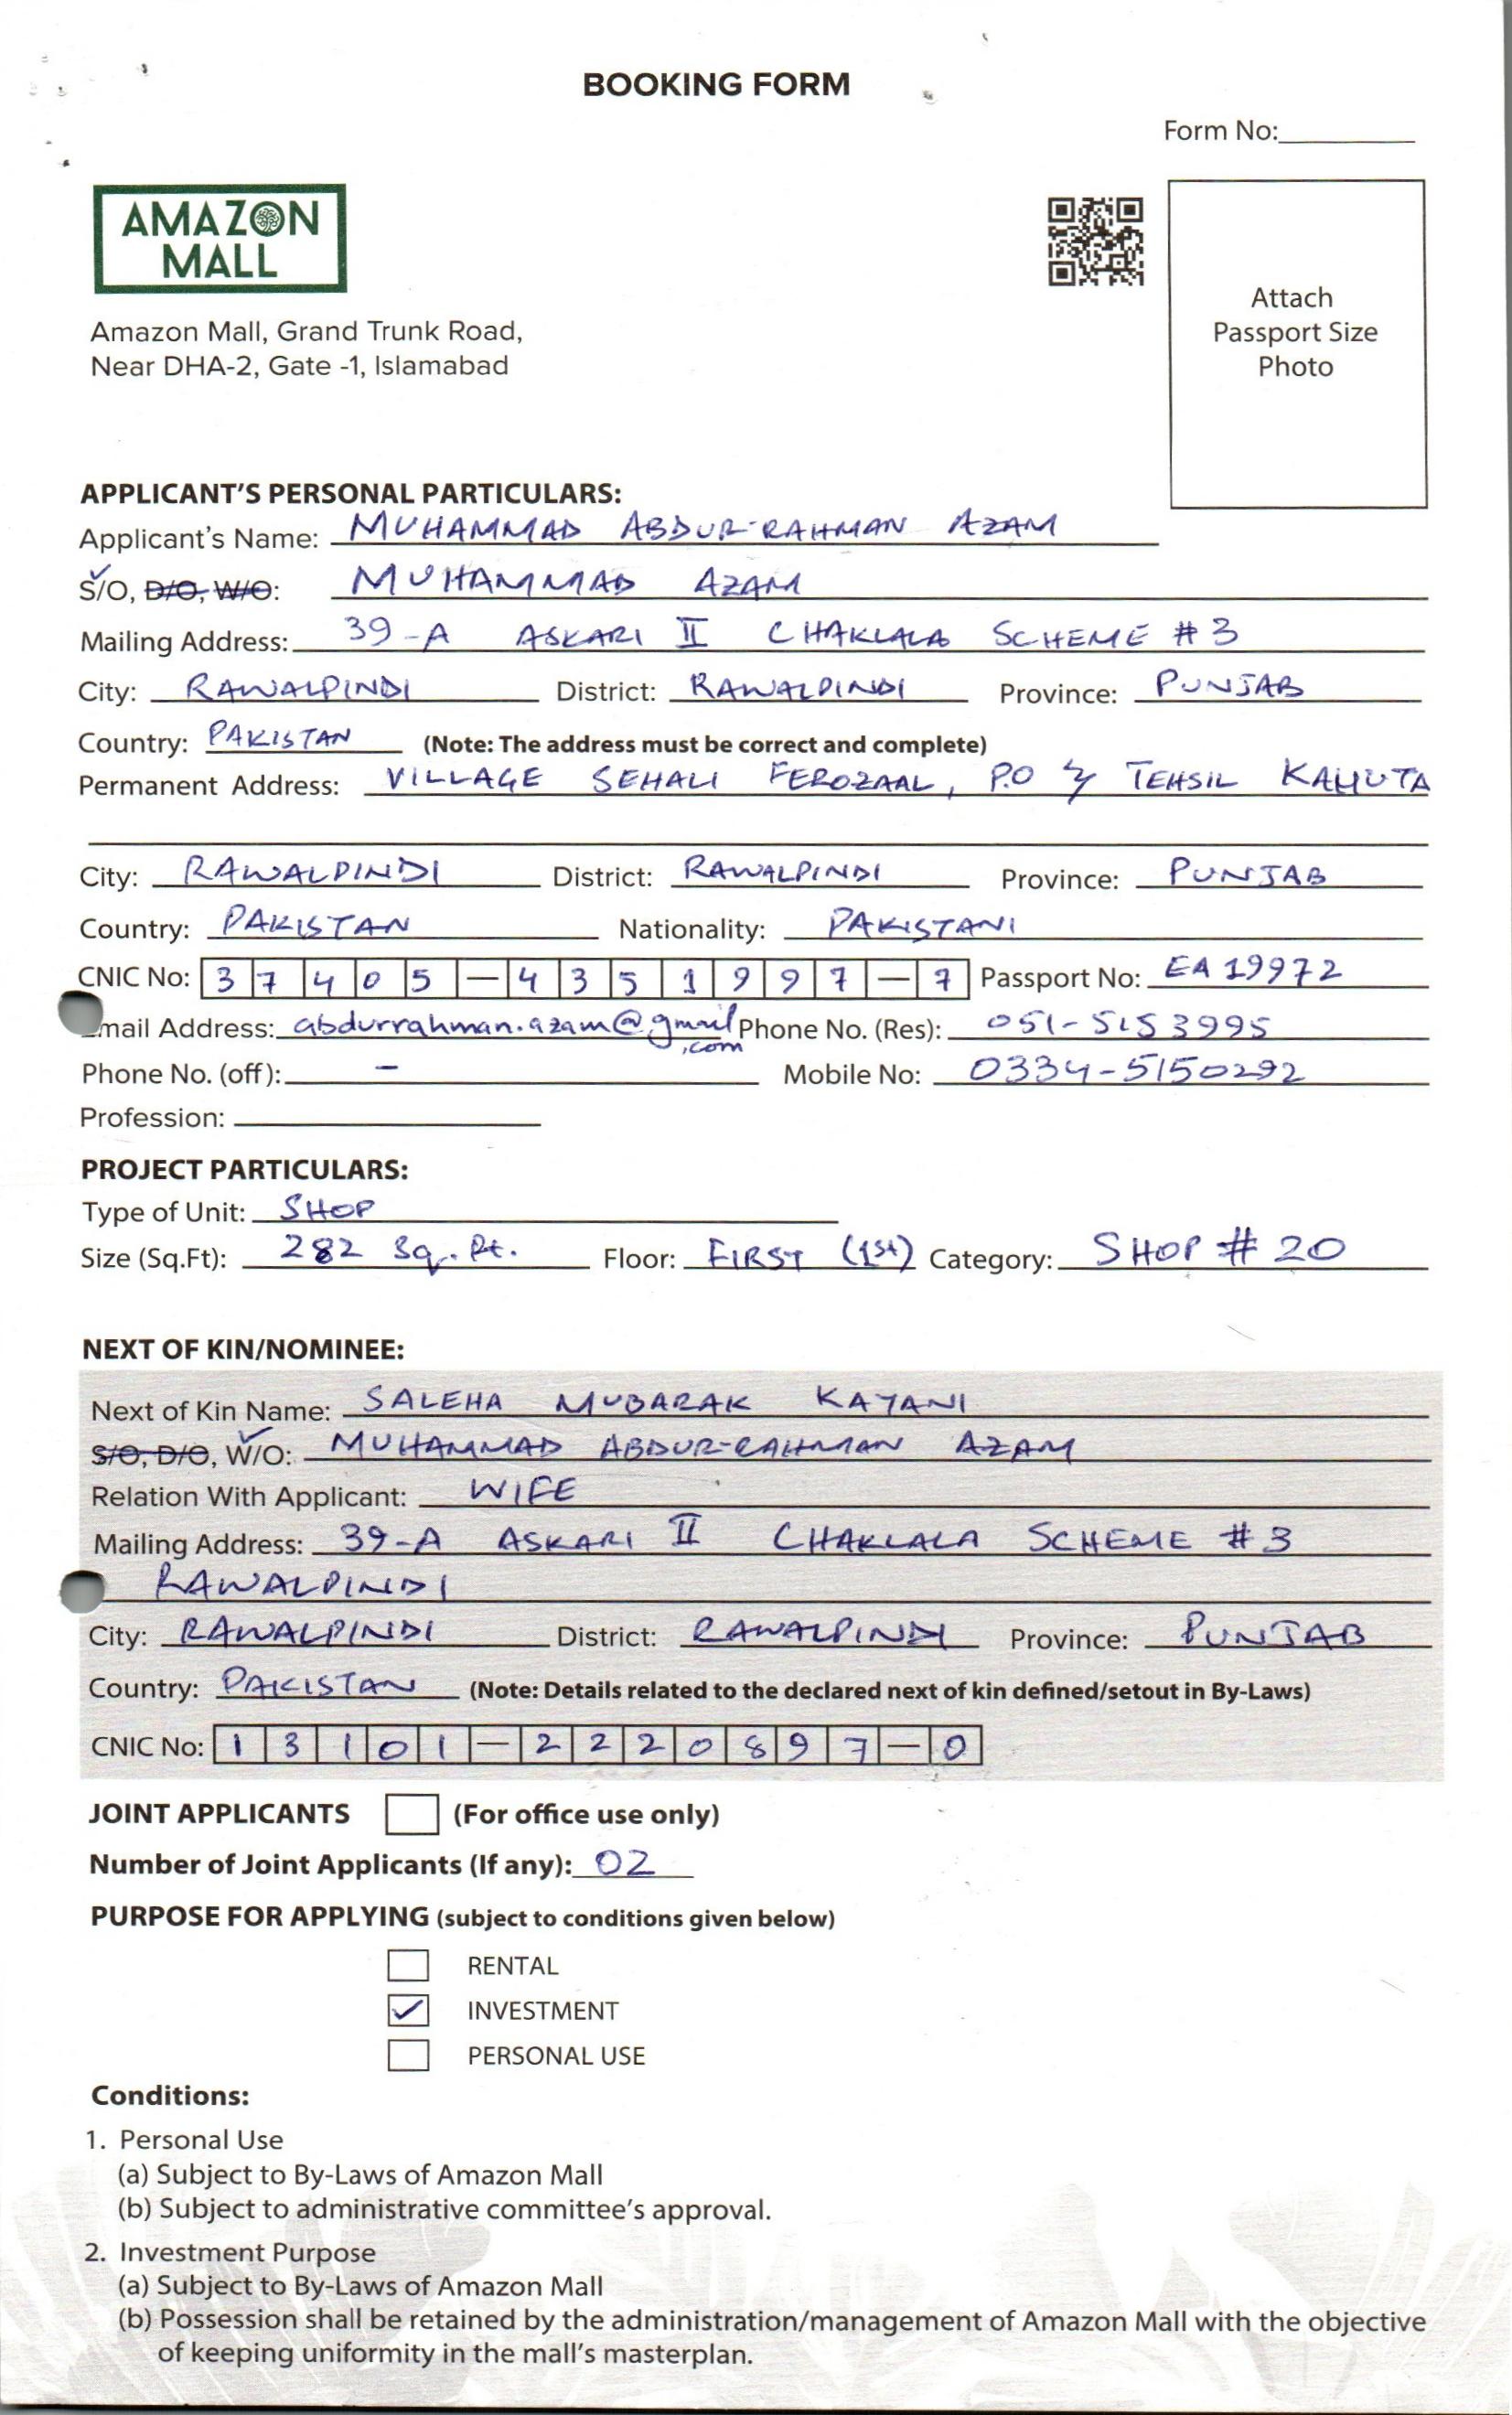 BOOKING FORM
Form No:
AMAZON
MALL
Amazon Mall, Grand Trunk Road,
Near DHA-2, Gate -1, Islamabad
Attach
Passport Size
Photo
APPLICANT'S PERSONAL PARTICULARS:
Applicant's Name: MUHAMMAD ABDUR-RAHMAN AZAM
S/O, D/O, W/O: MUHAMMAD AZAM
Mailing Address: 39-A ASKARI II CHAKLALA SCHEME # 3
City: RAWALPINDI District: RAWALPINDI Province: PUNJAB
Country: PAKISTAN (Note: The address must be correct and complete)
Permanent Address: VILLAGE SEHALI FEROZAAL, P.O & TEHSIL KAHUTA
City: RAWALPINDI District: RAWALPINDI Province: PUNJAB
Country: PAKISTAN Nationality: PAKISTANI
CNIC No: 37405-4351997-7 Passport No: EA19972
Email Address: abdurrahman.azam@gmail.com Phone No. (Res): 051-5153995
Phone No. (off): - Mobile No: 0334-5150292
Profession:
PROJECT PARTICULARS:
Type of Unit: SHOP
Size (Sq.Ft): 282 Sq. Ft. Floor: FIRST (1st) Category: SHOP # 20
NEXT OF KIN/NOMINEE:
Next of Kin Name: SALEHA MUBARAK KAYANI
S/O, D/O, W/O: MUHAMMAD ABDUR-RAHMAN AZAM
Relation With Applicant: WIFE
Mailing Address: 39-A ASKARI II CHAKLALA SCHEME # 3
RAWALPINDI
City: RAWALPINDI District: RAWALPINDI Province: PUNJAB
Country: PAKISTAN (Note: Details related to the declared next of kin defined/setout in By-Laws)
CNIC No: 13101-2220897-0
JOINT APPLICANTS (For office use only)
Number of Joint Applicants (If any): 02
PURPOSE FOR APPLYING (subject to conditions given below)
RENTAL
INVESTMENT
PERSONAL USE
Conditions:
1. Personal Use
(a) Subject to By-Laws of Amazon Mall
(b) Subject to administrative committee's approval.
2. Investment Purpose
(a) Subject to By-Laws of Amazon Mall
(b) Possession shall be retained by the administration/management of Amazon Mall with the objective
of keeping uniformity in the mall's masterplan.